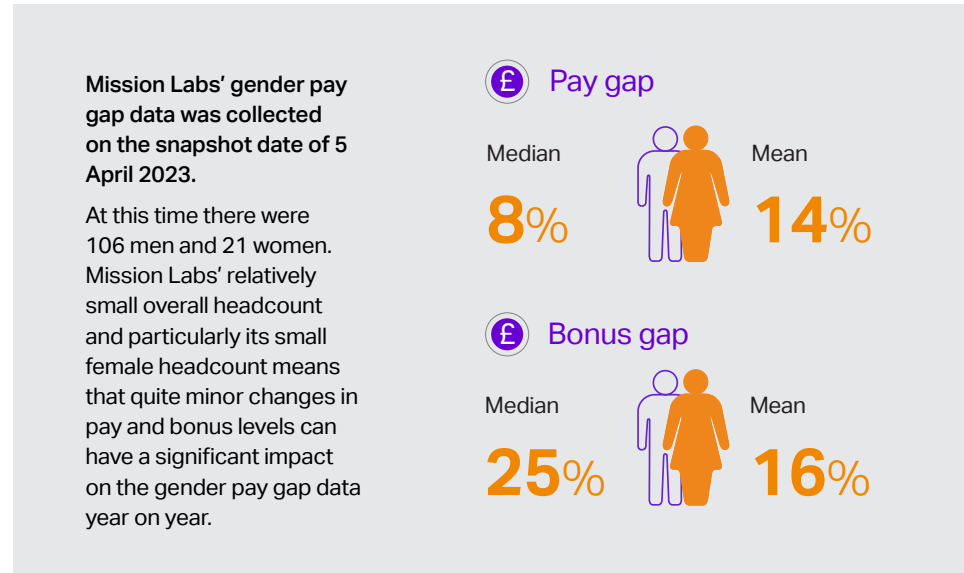 Mission Labs’ gender pay
gap data was collected
on the snapshot date of 5
April 2023.
At this time there were
106 men and 21 women.
Mission Labs’ relatively
small overall headcount
and particularly its small
female headcount means
that quite minor changes in
pay and bonus levels can
have a significant impact
on the gender pay gap data
year on year.
£ Pay gap
Median
8%
Mean
14%
£ Bonus gap
Median
25%
Mean
16%